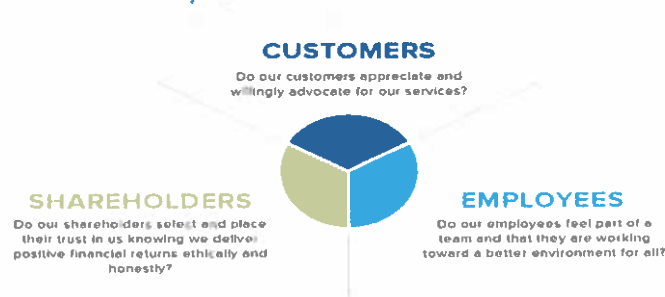 CUSTOMERS
Do our customers appreciate and
willingly advocate for our services?
SHAREHOLDERS
Do our shareholders select and place
their trust in us knowing we deliver
positive financial returns ethically and
honestly?
EMPLOYEES
Do our employees feel part of a
team and that they are working
toward a better environment for all?